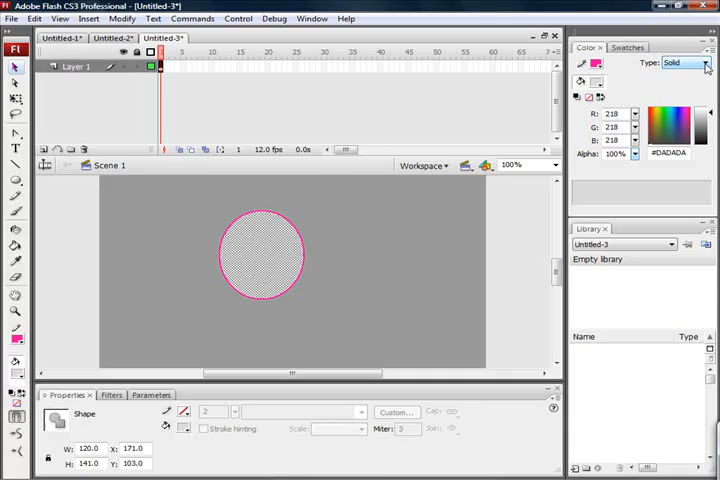 Adobe Flash CS3 Professional - [Untitled-3*]
File View Insert Modify Text Commands Control Debug Window Help
Untitled-1* Untitled-2* Untitled-3*
Color Swatches
Type: Solid
5 10 15 20 25 30 35 40 45 50 55 60 65 70
Layer 1
R: 218
G: 218
B: 218
Alpha: 100% #DADADA
1 12.0 fps 0.0s
Scene 1 Workspace 100%
Library
Untitled-3
Empty library
Name Type
Properties Filters Parameters
Shape 2 Custom... Cap:
Stroke hinting Scale: Miter: 3 Join:
W: 120.0 X: 171.0
H: 141.0 Y: 103.0